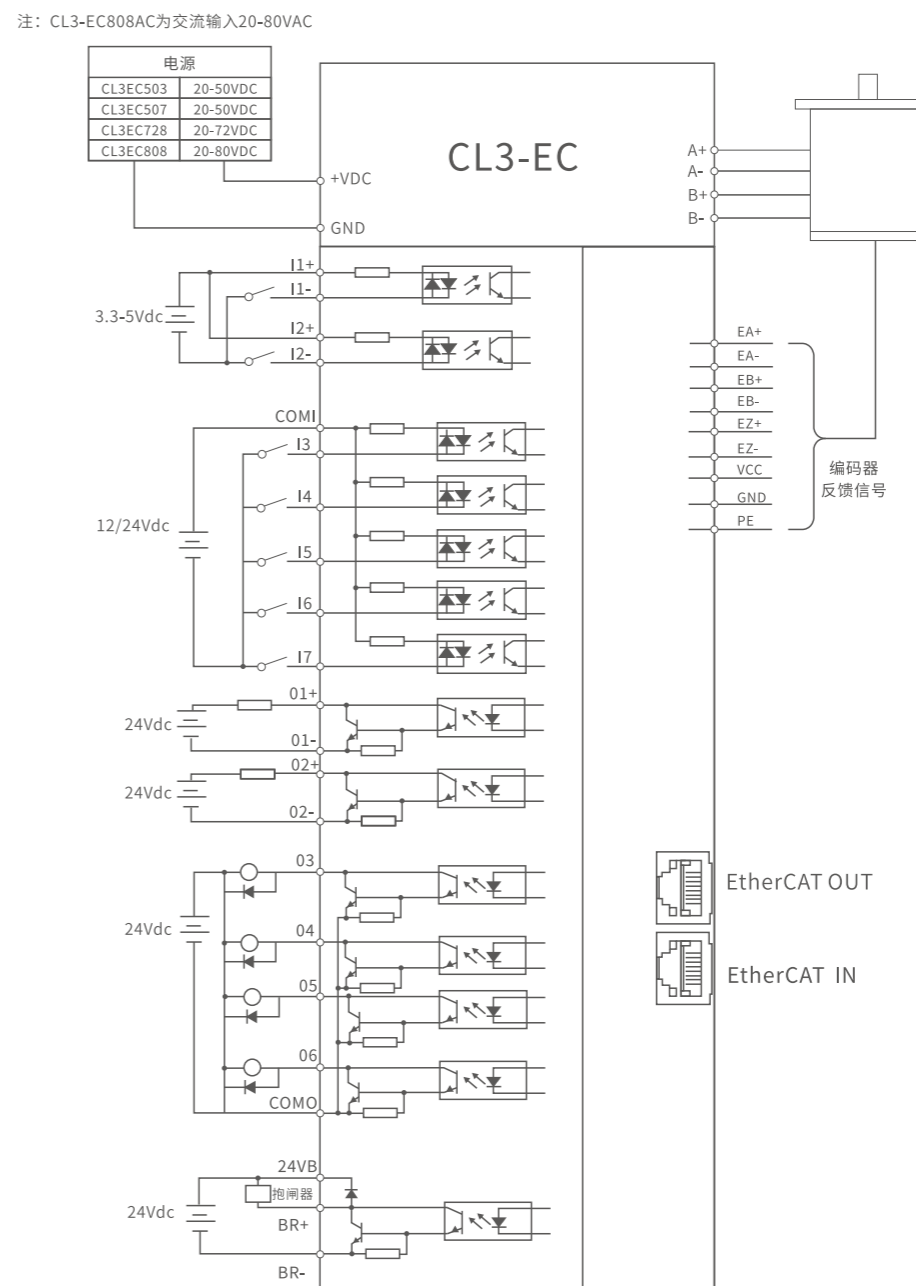 注：CL3-EC808AC为交流输入20-80VAC
电源
CL3EC503 20-50VDC
CL3EC507 20-50VDC
CL3EC728 20-72VDC
CL3EC808 20-80VDC
CL3-EC
+VDC
GND
A+
A-
B+
B-
I1+
I1-
3.3-5Vdc
I2+
I2-
EA+
EA-
EB+
EB-
EZ+
EZ-
VCC
GND
PE
编码器
反馈信号
COMI
I3
I4
12/24Vdc
I5
I6
I7
01+
24Vdc
01-
02+
24Vdc
02-
03
24Vdc
04
05
06
COMO
EtherCAT OUT
EtherCAT IN
24VB
抱闸器
24Vdc
BR+
BR-